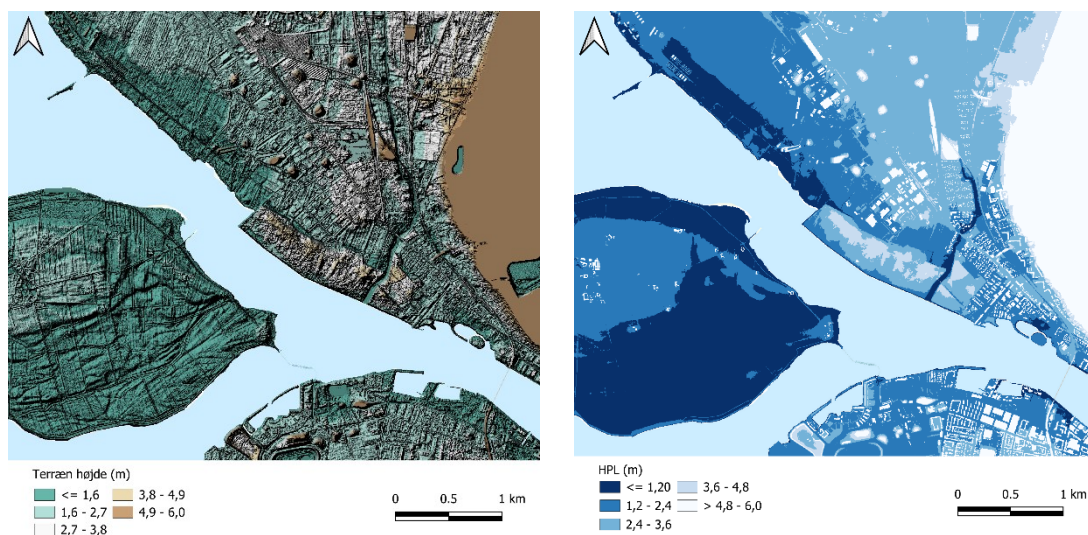 Terræn højde (m)
<= 1,6
3,8 - 4,9
1,6 - 2,7
4,9 - 6,0
2,7 - 3,8
0
0.5
1 km
HPL (m)
<= 1,20
3,6 - 4,8
1,2 - 2,4
> 4,8 - 6,0
2,4 - 3,6
0
0.5
1 km